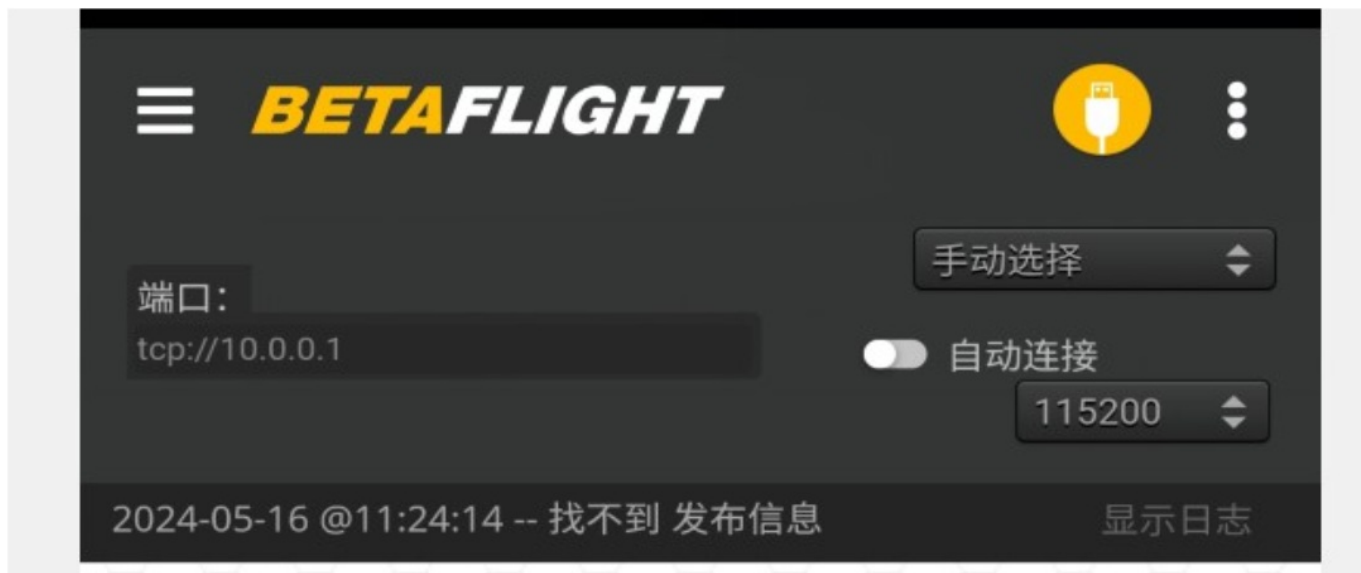 BETAFLIGHT
手动选择
端口：
tcp://10.0.0.1
自动连接
115200
2024-05-16 @11:24:14 -- 找不到 发布信息
显示日志